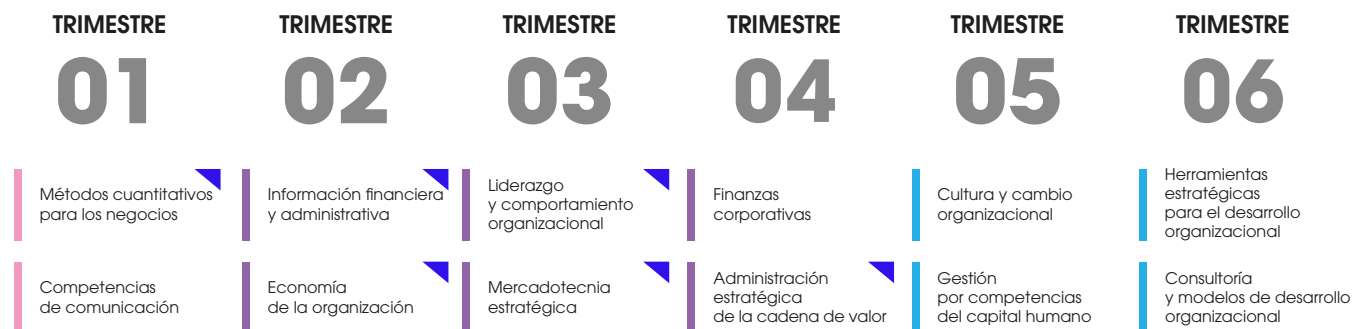 TRIMESTRE
01
Métodos cuantitativos
para los negocios
Competencias
de comunicación
TRIMESTRE
02
Información financiera
y administrativa
Economía
de la organización
TRIMESTRE
03
Liderazgo
y comportamiento
organizacional
Mercadotecnia
estratégica
TRIMESTRE
04
Finanzas
corporativas
Administración
estratégica
de la cadena de valor
TRIMESTRE
05
Cultura y cambio
organizacional
Gestión
por competencias
del capital humano
TRIMESTRE
06
Herramientas
estratégicas
para el desarrollo
organizacional
Consultoría
y modelos de desarrollo
organizacional